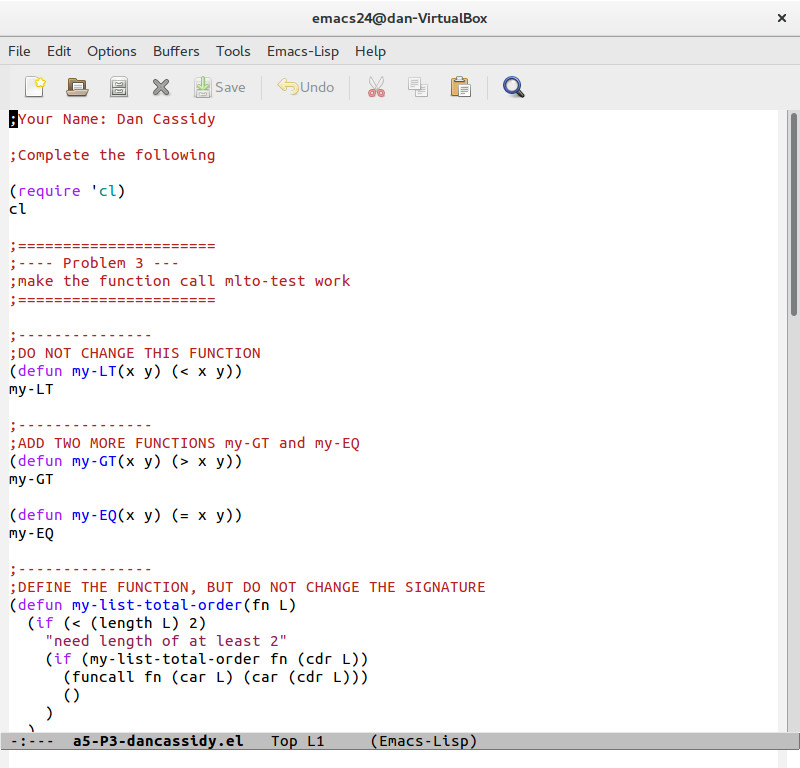 emacs24@dan-VirtualBox
File Edit Options Buffers Tools Emacs-Lisp Help
Save Undo
;Your Name: Dan Cassidy
;Complete the following
(require 'cl)
cl
;======================
;---- Problem 3 ---
;make the function call mlto-test work
;======================
;---------------
;DO NOT CHANGE THIS FUNCTION
(defun my-LT(x y) (< x y))
my-LT
;---------------
;ADD TWO MORE FUNCTIONS my-GT and my-EQ
(defun my-GT(x y) (> x y))
my-GT
(defun my-EQ(x y) (= x y))
my-EQ
;---------------
;DEFINE THE FUNCTION, BUT DO NOT CHANGE THE SIGNATURE
(defun my-list-total-order(fn L)
  (if (< (length L) 2)
    "need length of at least 2"
    (if (my-list-total-order fn (cdr L))
      (funcall fn (car L) (car (cdr L)))
      ()
    )
  )
-:--- a5-P3-dancassidy.el Top L1 (Emacs-Lisp)